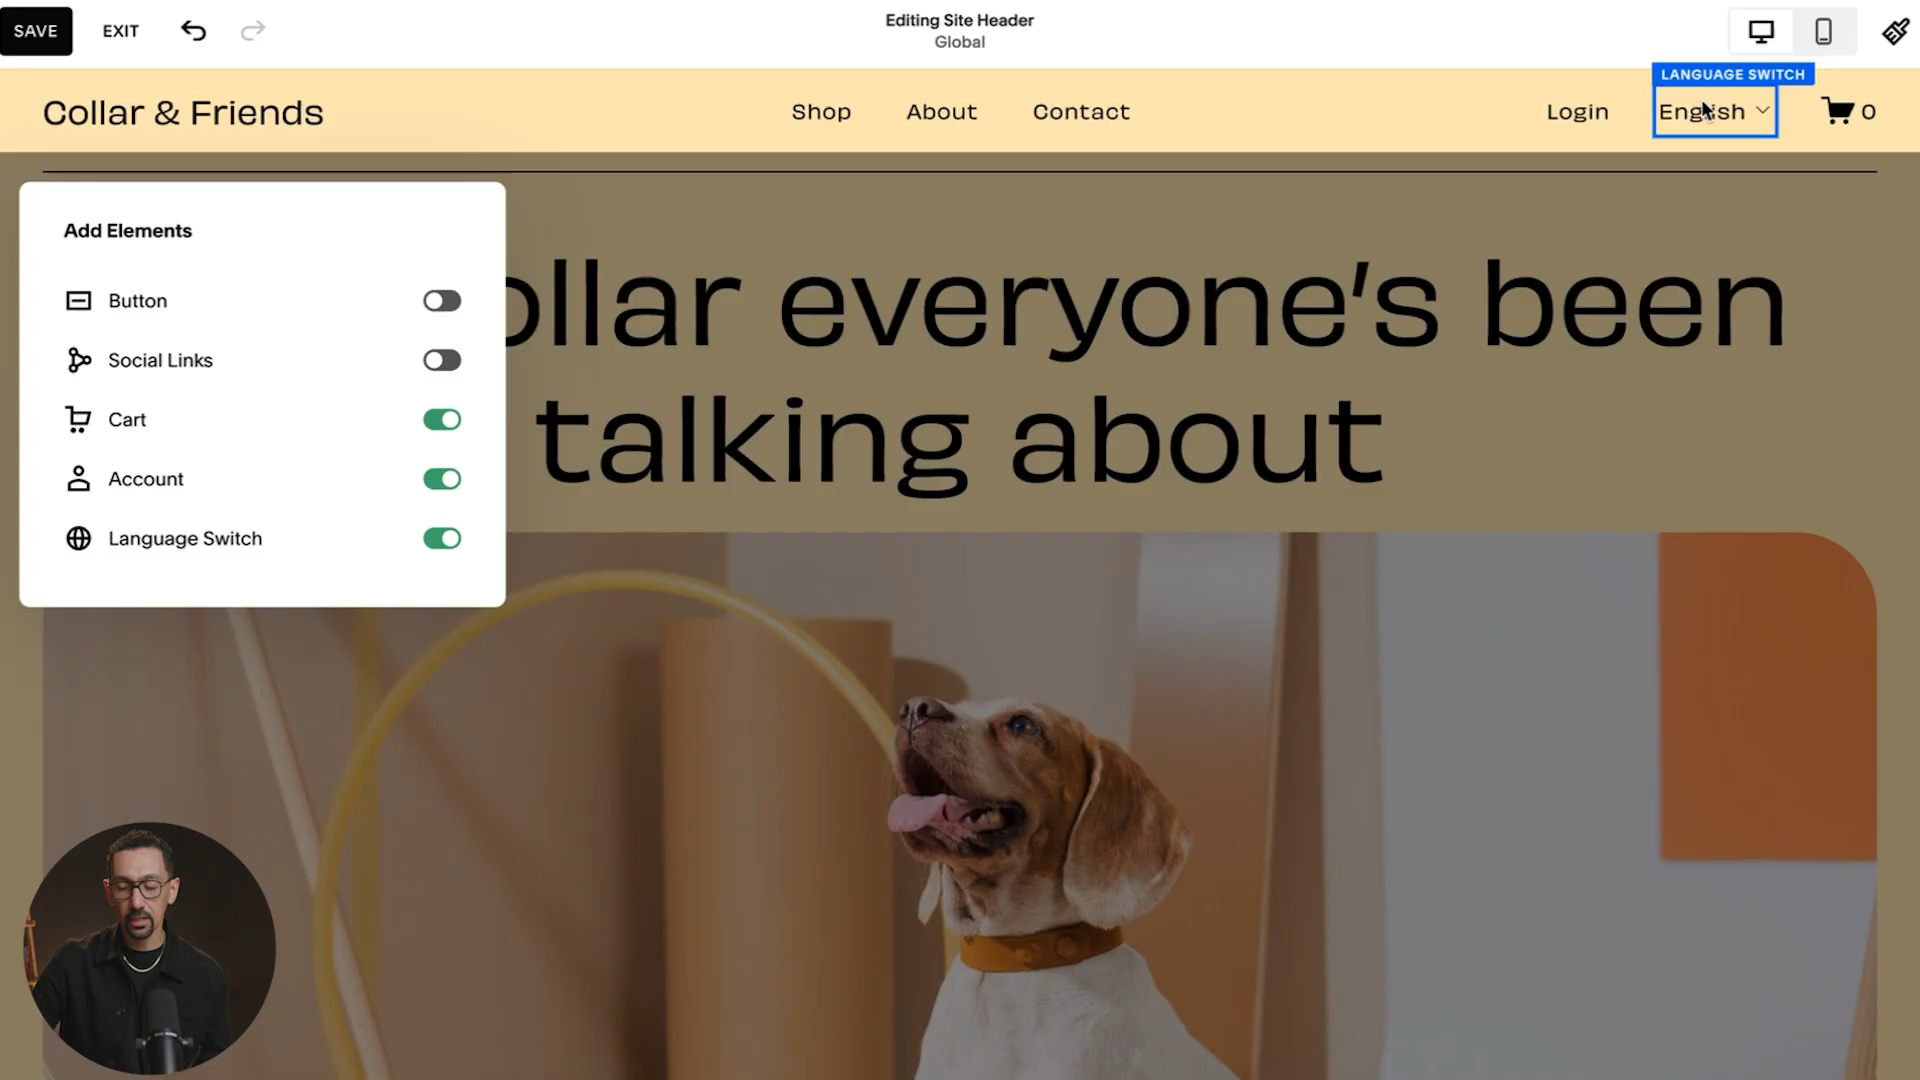 SAVE
EXIT
Editing Site Header
Global
LANGUAGE SWITCH
Collar & Friends
Shop
About
Contact
Login
English
0
Add Elements
Button
Social Links
Cart
Account
Language Switch
ollar everyone's been
talking about